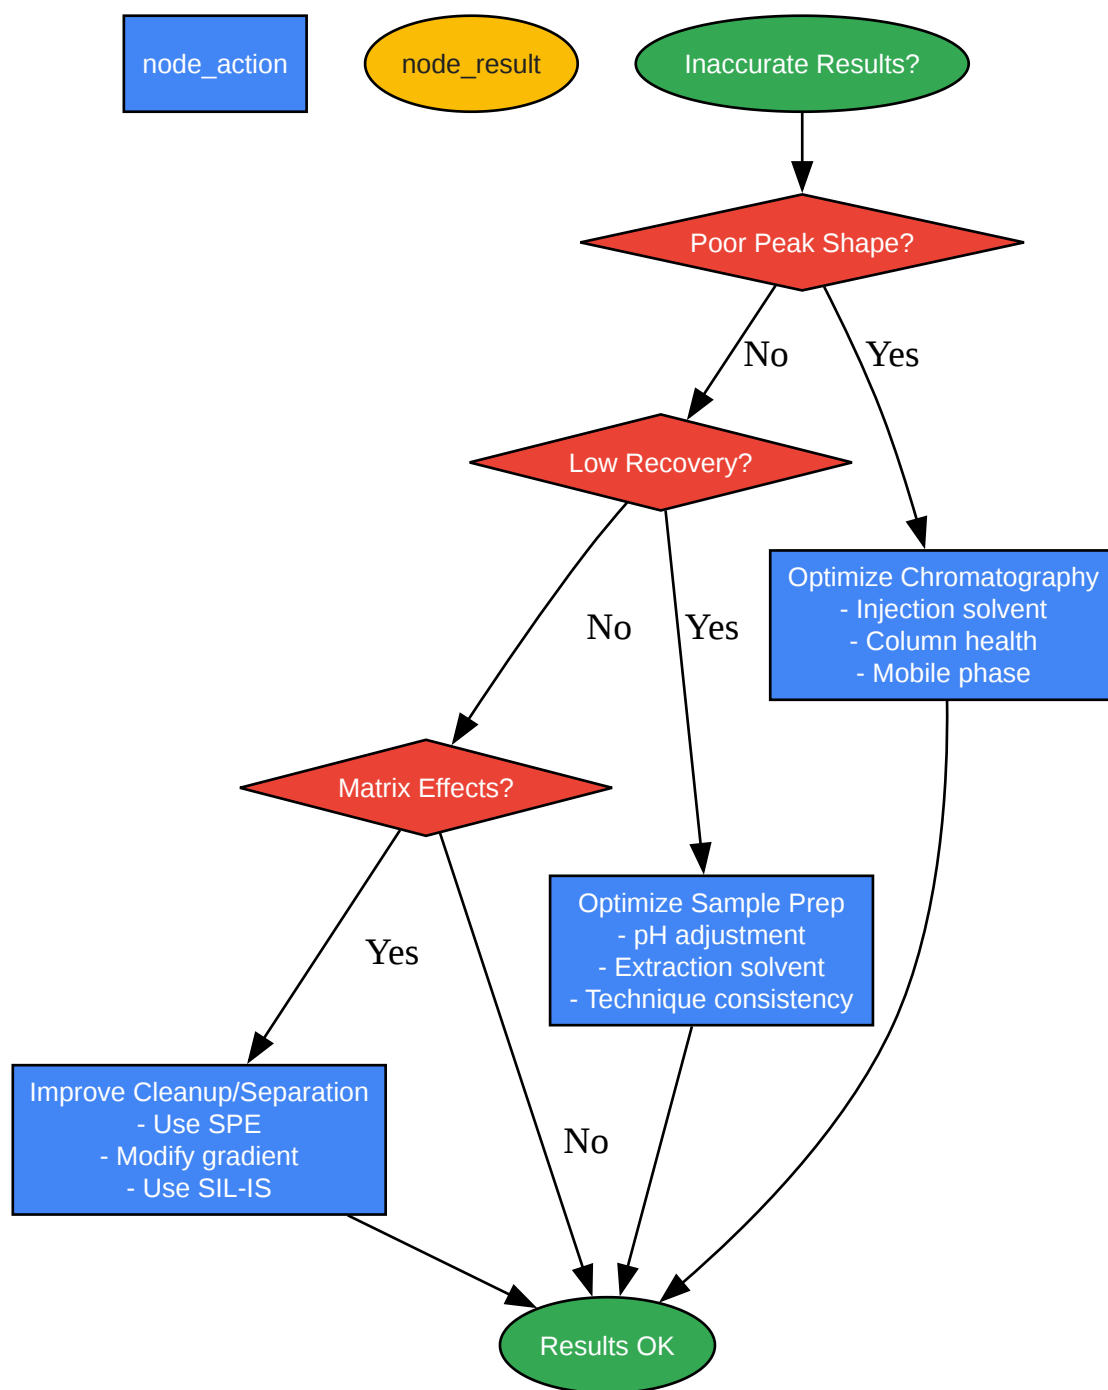 node_action
node_result
Inaccurate Results?
Poor Peak Shape?
No
Yes
Low Recovery?
Optimize Chromatography
- Injection solvent
- Column health
- Mobile phase
No
Yes
Matrix Effects?
Optimize Sample Prep
- pH adjustment
- Extraction solvent
- Technique consistency
Yes
Improve Cleanup/Separation
- Use SPE
- Modify gradient
- Use SIL-IS
No
Results OK